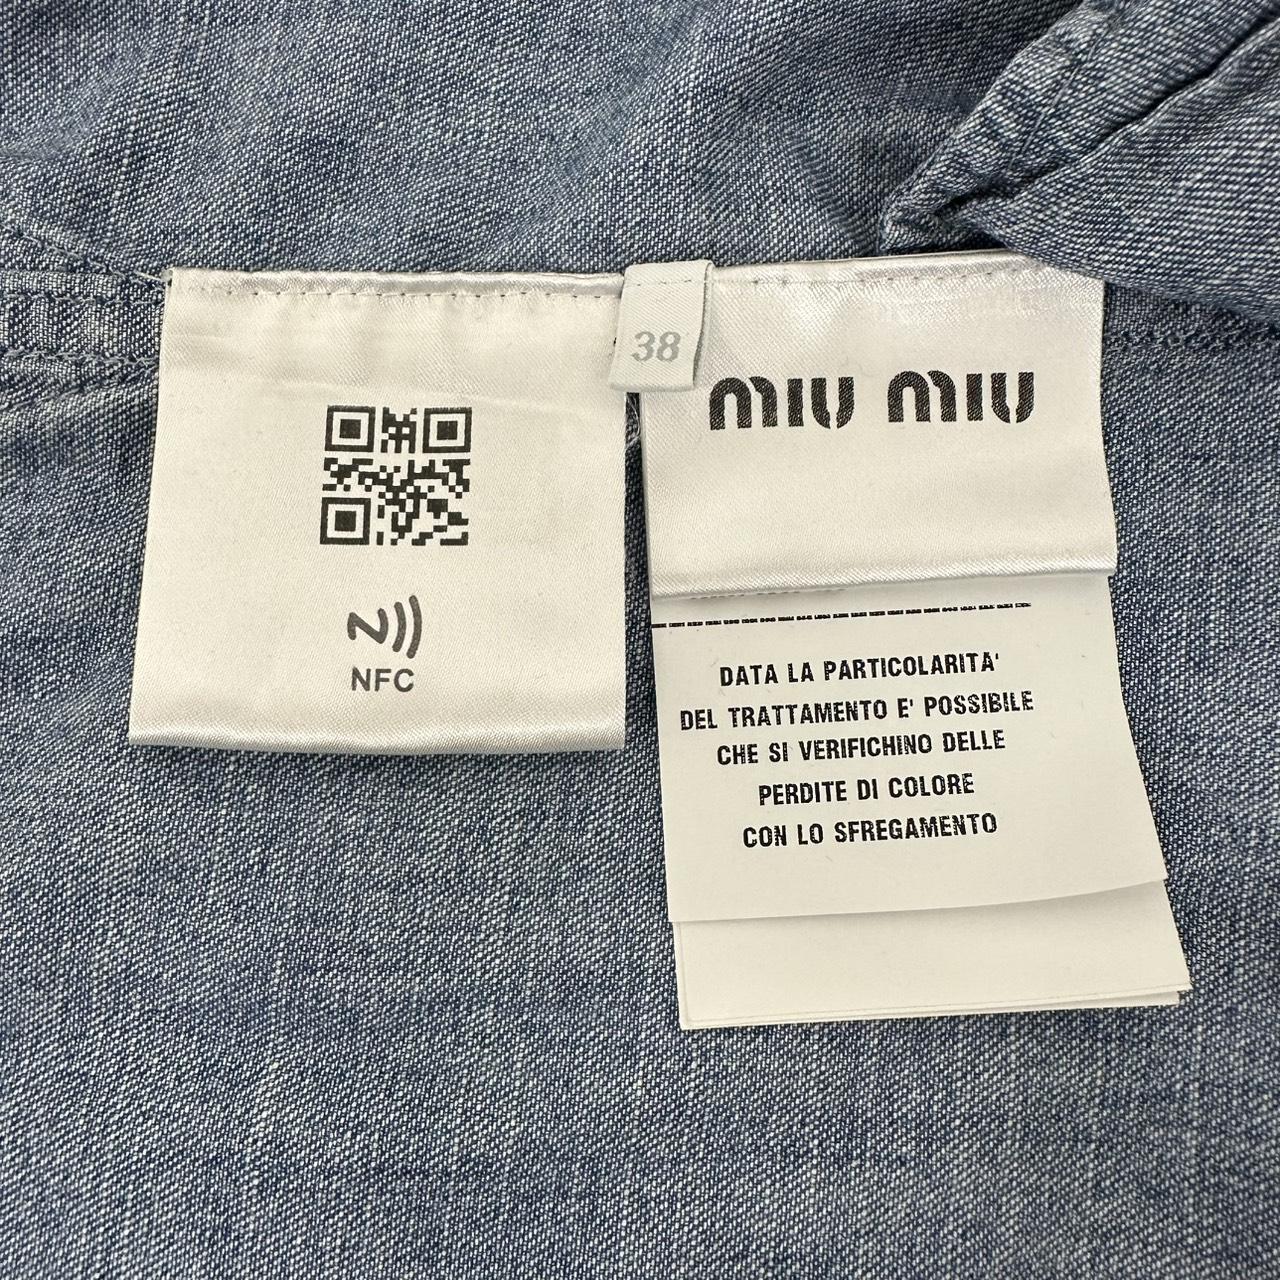 38
MIU MIU
NFC
DATA LA PARTICOLARITA'
DEL TRATTAMENTO E' POSSIBILE
CHE SI VERIFICHINO DELLE
PERDITE DI COLORE
CON LO SFREGAMENTO